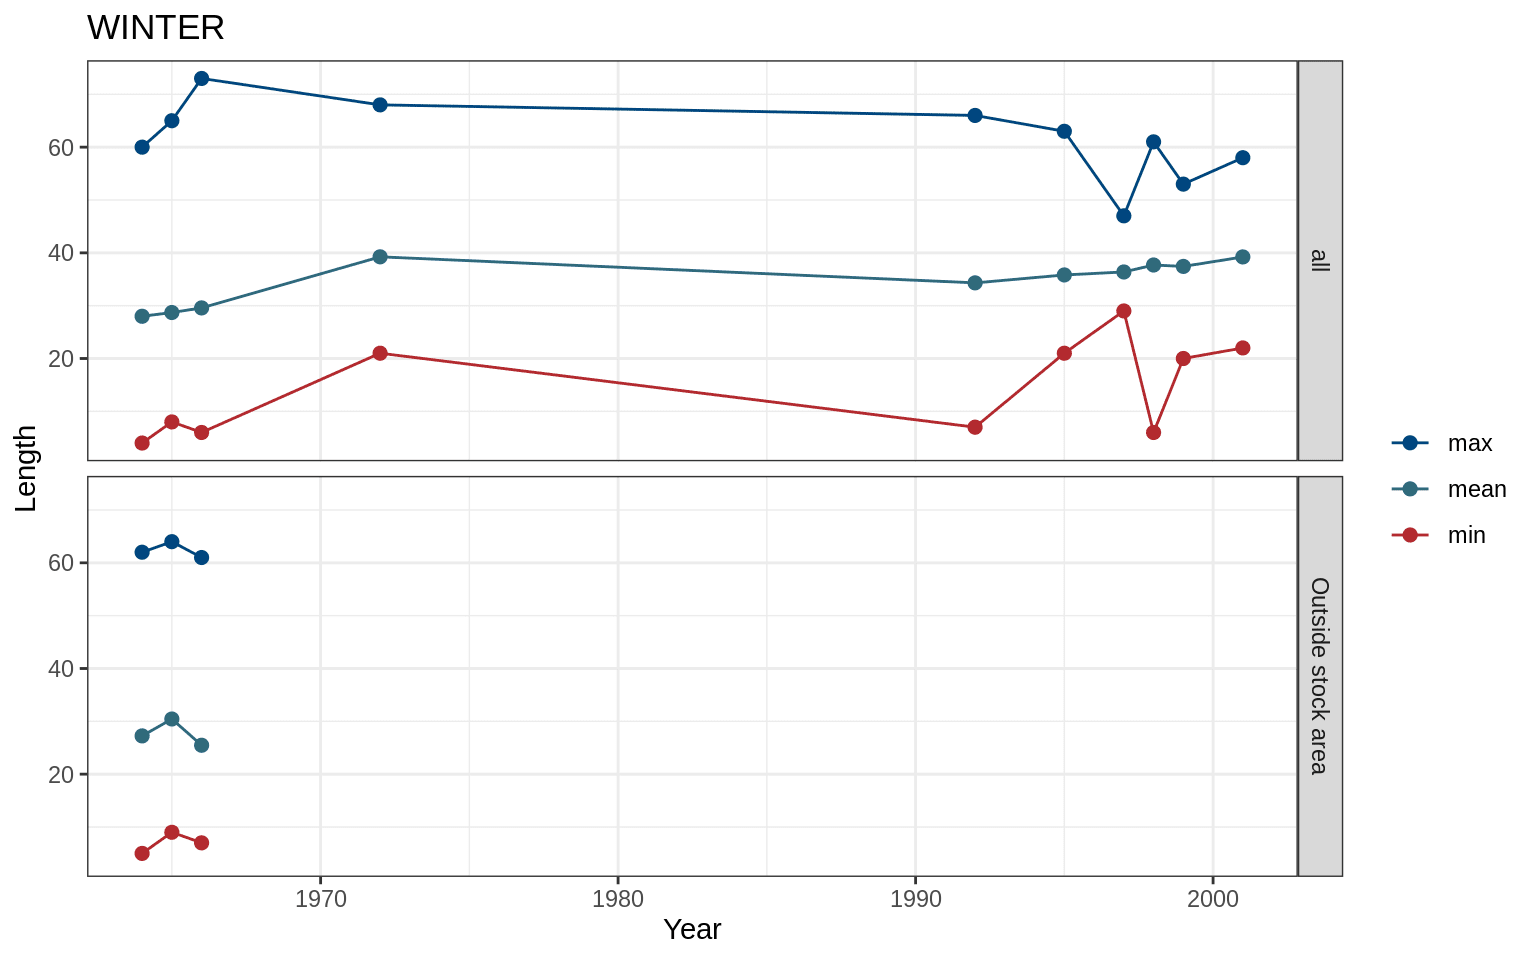 WINTER
Length
60
40
20
all
60
40
20
Outside stock area
1970
1980
1990
2000
Year
max
mean
min